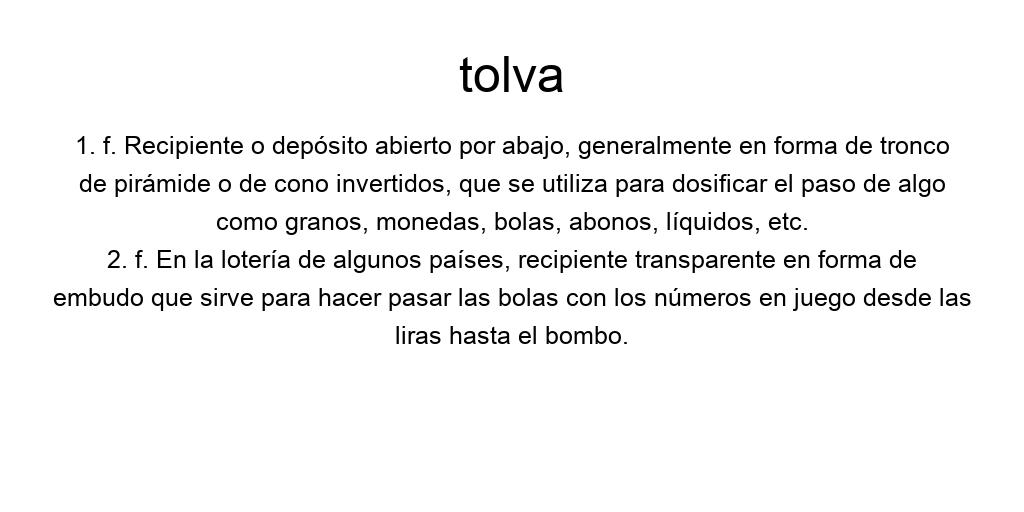 tolva
1. f. Recipiente o depósito abierto por abajo, generalmente en forma de tronco
de pirámide o de cono invertidos, que se utiliza para dosificar el paso de algo
como granos, monedas, bolas, abonos, líquidos, etc.
2. f. En la lotería de algunos países, recipiente transparente en forma de
embudo que sirve para hacer pasar las bolas con los números en juego desde las
liras hasta el bombo.